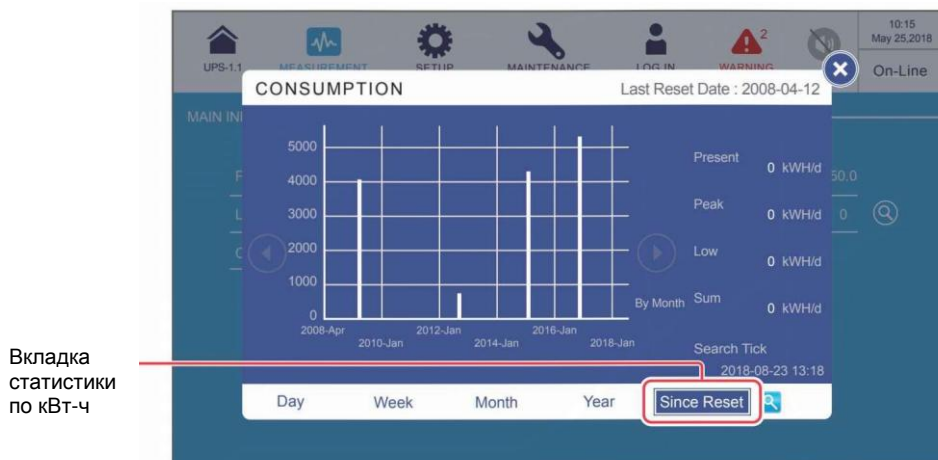 10:15
May 25,2018
2
UPS-1.1 MEASUREMENT SETUP MAINTENANCE LOG IN WARNING
On-Line
CONSUMPTION Last Reset Date : 2008-04-12
MAIN IN
5000
4000
3000
2000
1000
0
2008-Apr 2012-Jan 2016-Jan
2010-Jan 2014-Jan 2018-Jan
By Month
Present
0 kWH/d
Peak
0 kWH/d
Low
0 kWH/d
Sum
0 kWH/d
Search Tick
2018-08-23 13:18
0
Day Week Month Year Since Reset
Вкладка
статистики
по кВт-ч